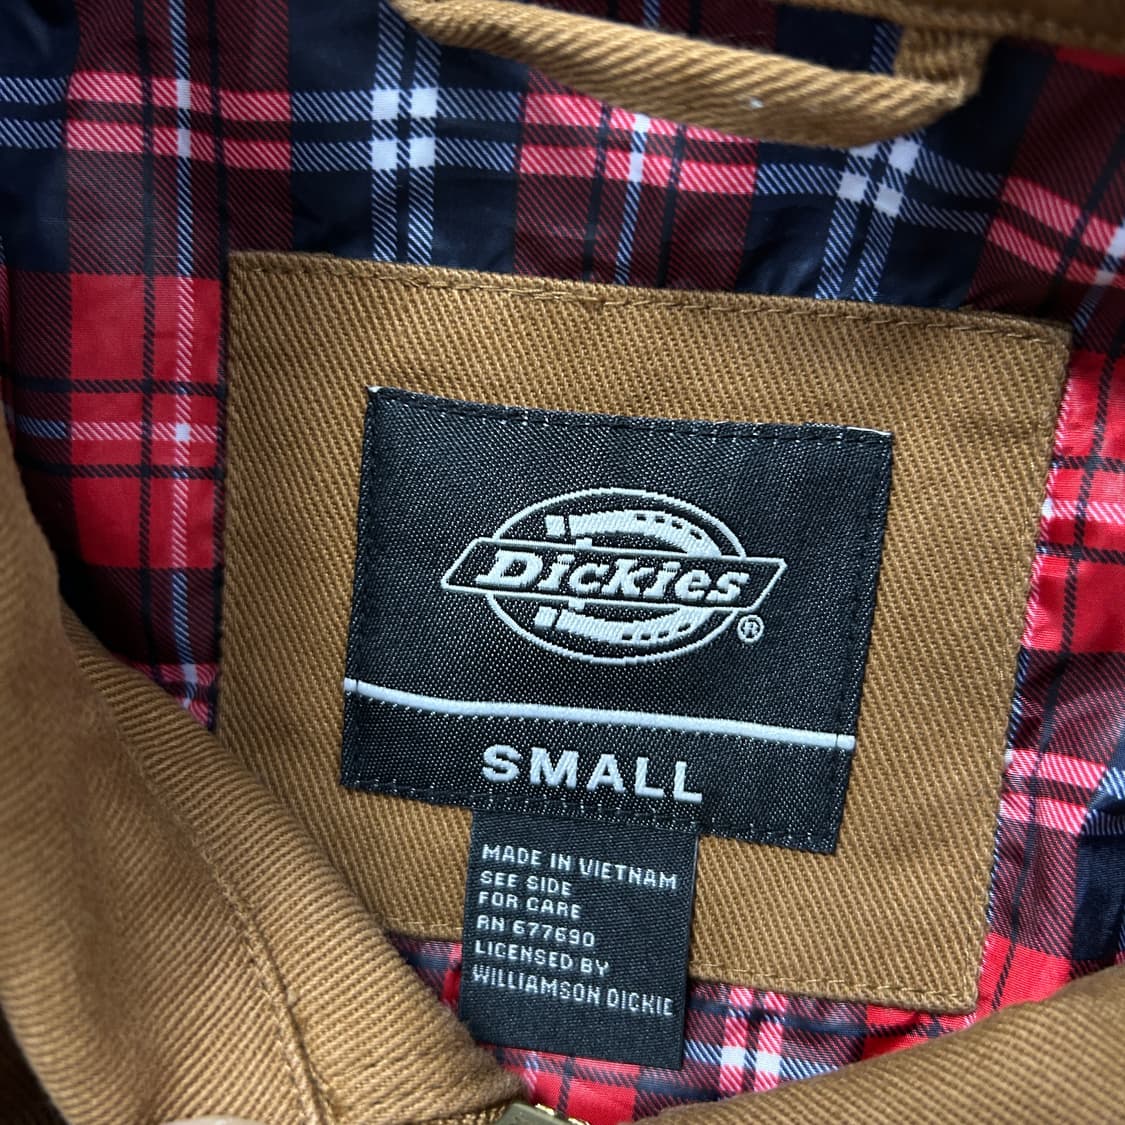 Dickies®
SMALL
MADE IN VIETNAM
SEE SIDE
FOR CARE
RN 677690
LICENSED BY
WILLIAMSON DICKIE